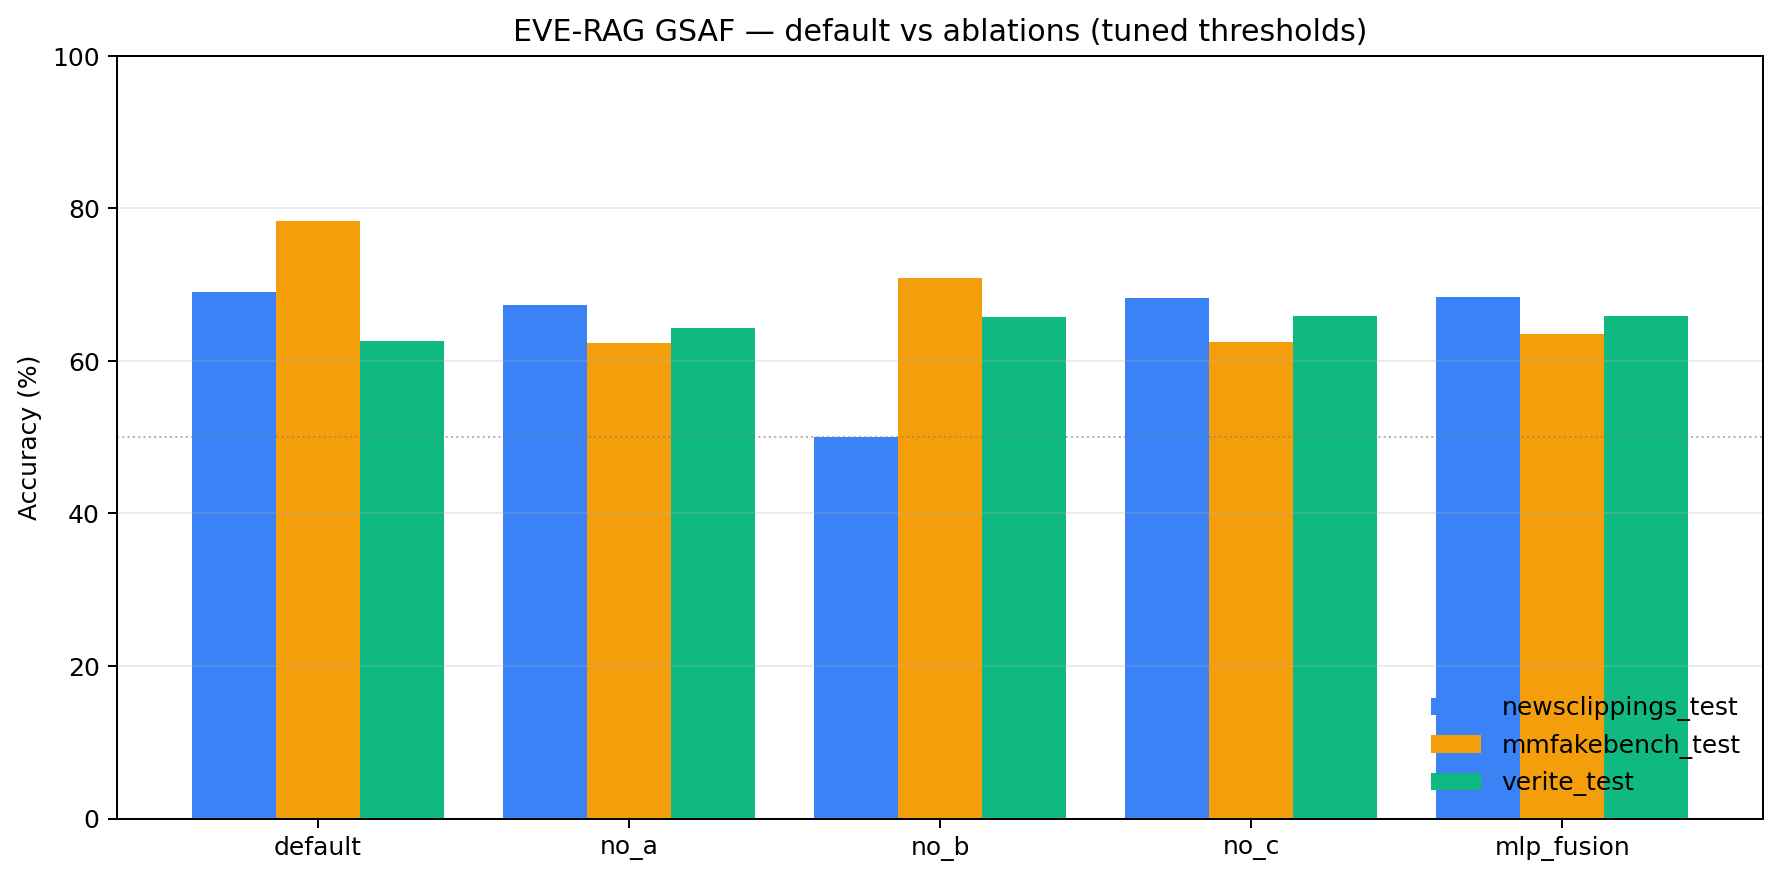 EVE-RAG GSAF — default vs ablations (tuned thresholds)
Accuracy (%)
100
80
60
40
20
0
default
no_a
no_b
no_c
mlp_fusion
newsclippings_test
mmfakebench_test
verite_test